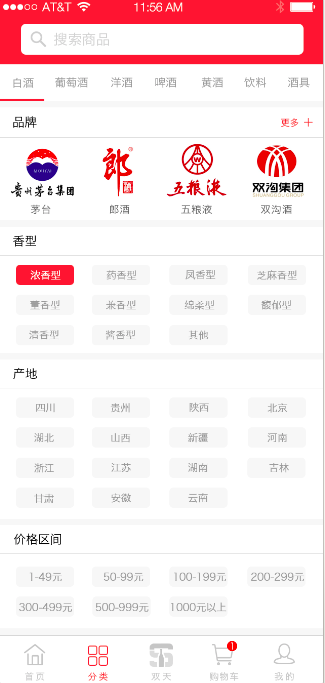 AT&T 11:56 AM
搜索商品
白酒 葡萄酒 洋酒 啤酒 黄酒 饮料 酒具
品牌 更多 +
MOUTAI 郎 酒
贵州茅台集团 五粮液 双沟集团
茅台 郎酒 五粮液 双沟酒
香型
浓香型 药香型 凤香型 芝麻香型
董香型 兼香型 绵柔型 馥郁型
清香型 酱香型 其他
产地
四川 贵州 陕西 北京
湖北 山西 新疆 河南
浙江 江苏 湖南 吉林
甘肃 安徽 云南
价格区间
1-49元 50-99元 100-199元 200-299元
300-499元 500-999元 1000元以上
1
首页 分类 双天 购物车 我的